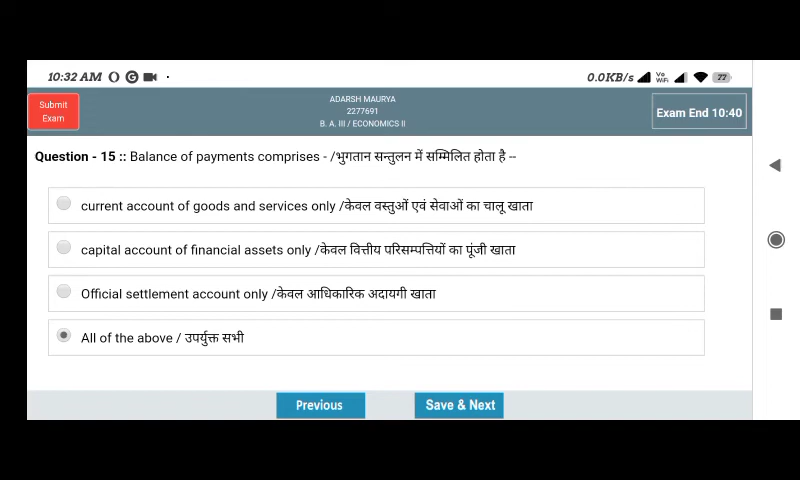 10:32 AM
0.0KB/s Vo WiFi 77
Submit Exam
ADARSH MAURYA
2277691
B. A. III / ECONOMICS II
Exam End 10:40
Question - 15 :: Balance of payments comprises - /भुगतान सन्तुलन में सम्मिलित होता है --
current account of goods and services only /केवल वस्तुओं एवं सेवाओं का चालू खाता
capital account of financial assets only /केवल वित्तीय परिसम्पत्तियों का पूंजी खाता
Official settlement account only /केवल आधिकारिक अदायगी खाता
All of the above / उपर्युक्त सभी
Previous
Save & Next